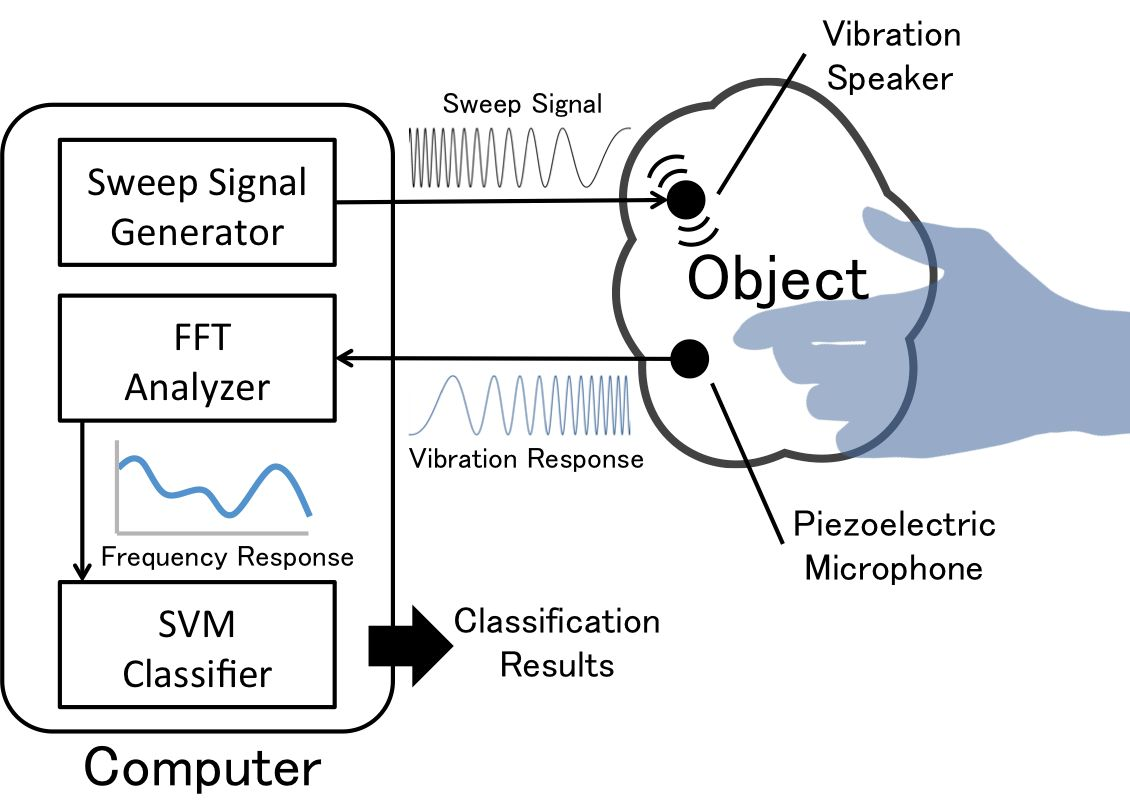 Vibration
Speaker
Sweep Signal
Sweep Signal
Generator
Object
FFT
Analyzer
Vibration Response
Frequency Response
Piezoelectric
Microphone
SVM
Classifier
Classification
Results
Computer